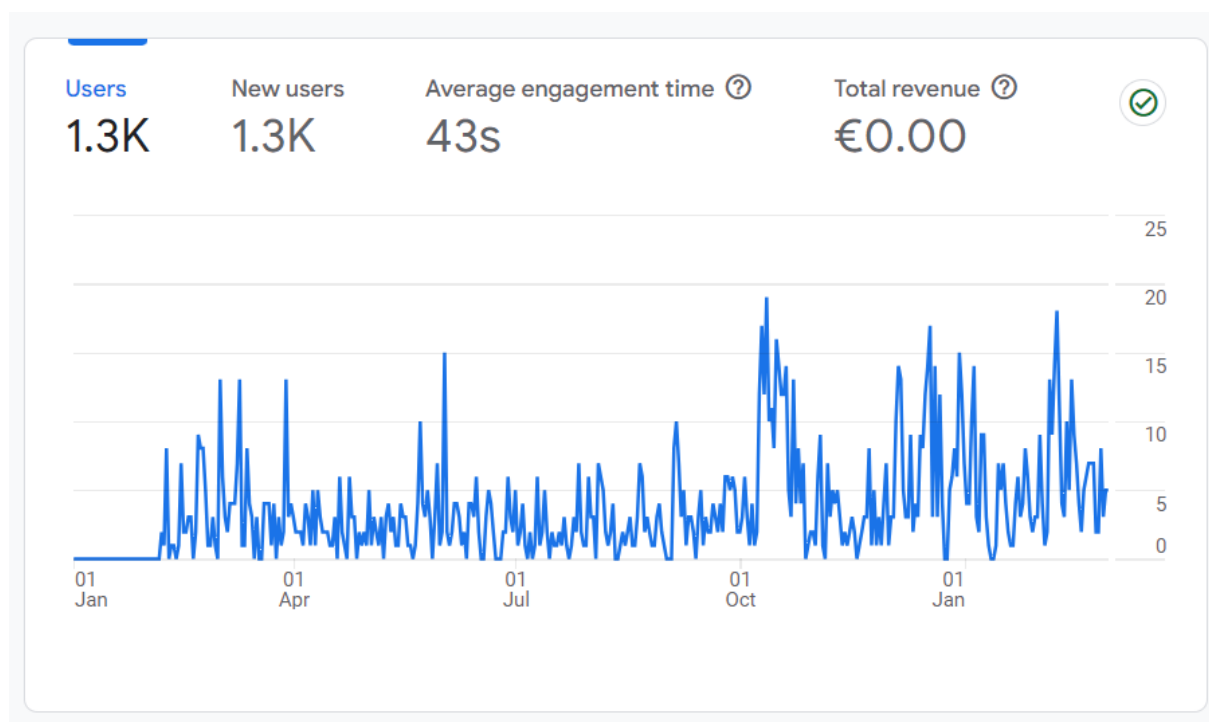 Users New users Average engagement time ? Total revenue ?
1.3K 1.3K 43s €0.00
25
20
15
10
5
0
01 01 01 01 01
Jan Apr Jul Oct Jan